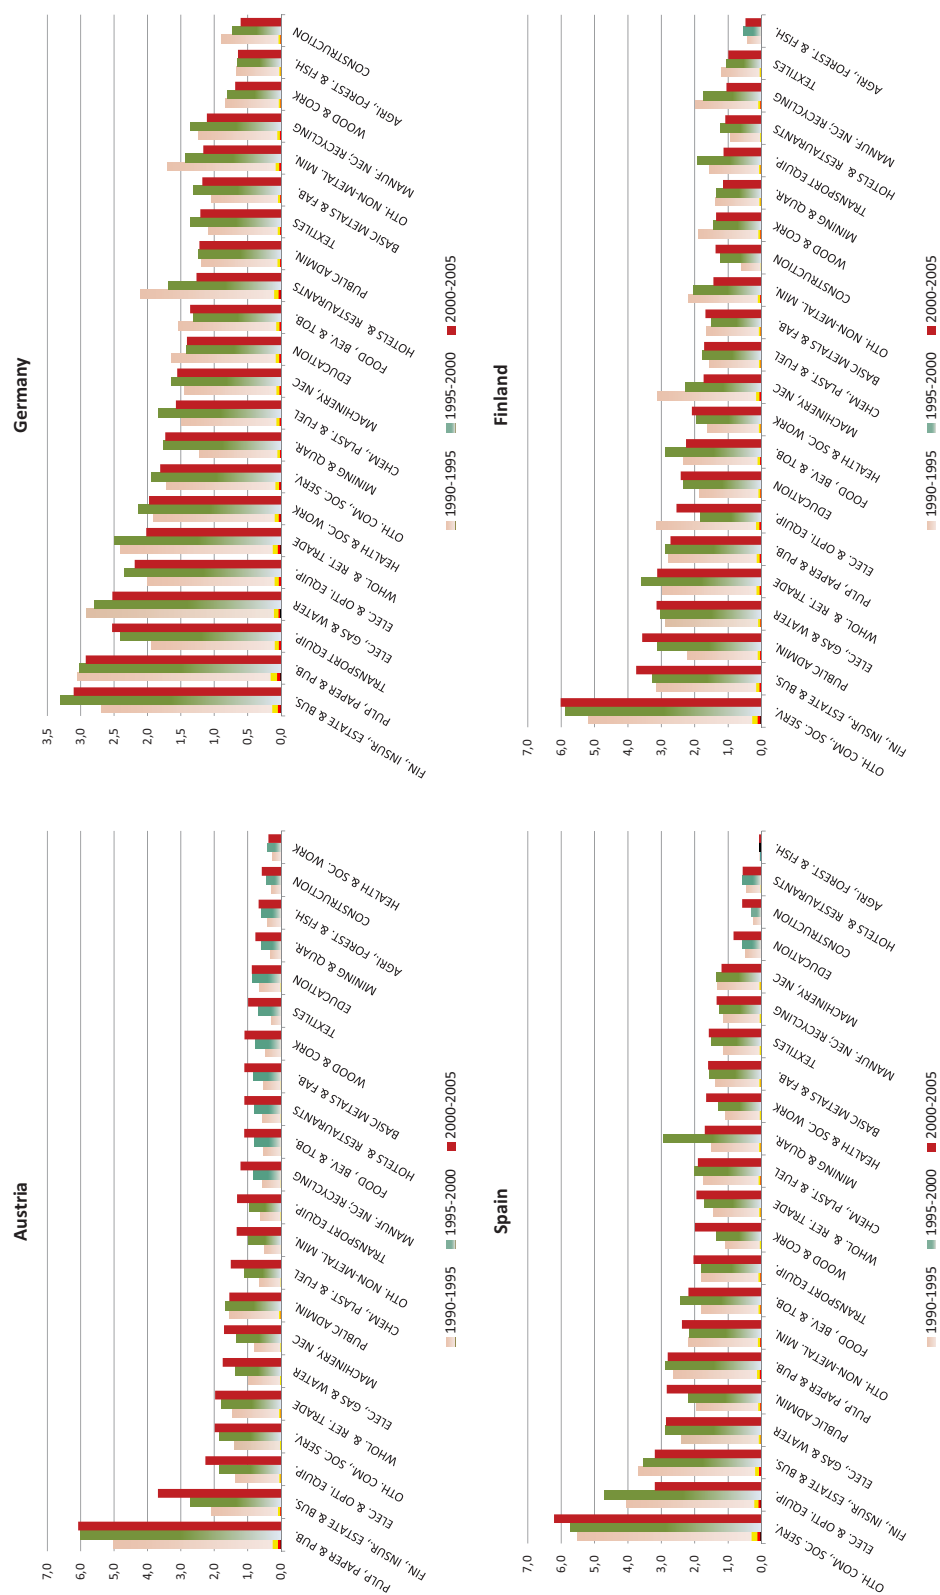 Austria
7,0
6,0
5,0
4,0
3,0
2,0
1,0
0,0
PULP, PAPER & PUB.
FIN, INSUR, ESTATE & BUS.
ELEC & OPTI. EQUIP.
OTH. COM, SOC. SERV.
WHOL. & RET. TRADE
ELEC, GAS & WATER
MACHINERY, NEC
PUBLIC ADMIN.
CHEM., PLAST. & FUEL
OTH. NON-METAL MIN.
TRANSPORT EQUIP.
MANUF. NEC; RECYCLING
FOOD , BEV. & TOB.
HOTELS & RESTAURANTS
BASIC METALS & FAB.
WOOD & CORK
TEXTILES
EDUCATION
MINING & QUAR.
AGRI., FOREST. & FISH.
CONSTRUCTION
HEALTH & SOC. WORK
1990-1995 1995-2000 2000-2005
Germany
3,5
3,0
2,5
2,0
1,5
1,0
0,5
0,0
FIN, INSUR, ESTATE & BUS.
PULP, PAPER & PUB.
TRANSPORT EQUIP.
ELEC, GAS & WATER
ELEC. & OPTI. EQUIP.
WHOL. & RET. TRADE
HEALTH & SOC. WORK
OTH. COM, SOC. SERV.
MINING & QUAR.
CHEM., PLAST. & FUEL
MACHINERY, NEC
EDUCATION
FOOD , BEV. & TOB.
HOTELS & RESTAURANTS
PUBLIC ADMIN.
TEXTILES
BASIC METALS & FAB.
OTH. NON-METAL MIN.
MANUF. NEC; RECYCLING
WOOD & CORK
AGRI., FOREST. & FISH.
CONSTRUCTION
1990-1995 1995-2000 2000-2005
Spain
7,0
6,0
5,0
4,0
3,0
2,0
1,0
0,0
OTH. COM, SOC. SERV.
ELEC & OPTI. EQUIP.
FIN, INSUR, ESTATE & BUS.
ELEC, GAS & WATER
PUBLIC ADMIN.
PULP, PAPER & PUB.
OTH. NON-METAL MIN.
FOOD , BEV. & TOB.
TRANSPORT EQUIP.
WOOD & CORK
WHOL. & RET. TRADE
CHEM., PLAST. & FUEL
MINING & QUAR.
HEALTH & SOC. WORK
BASIC METALS & FAB.
TEXTILES
MANUF. NEC; RECYCLING
MACHINERY, NEC
EDUCATION
CONSTRUCTION
HOTELS & RESTAURANTS
AGRI., FOREST. & FISH.
1990-1995 1995-2000 2000-2005
Finland
7,0
6,0
5,0
4,0
3,0
2,0
1,0
0,0
OTH. COM, SOC. SERV.
FIN, INSUR, ESTATE & BUS.
PUBLIC ADMIN.
ELEC, GAS & WATER
WHOL. & RET. TRADE
PULP, PAPER & PUB.
ELEC. & OPTI. EQUIP.
EDUCATION
FOOD , BEV. & TOB.
HEALTH & SOC. WORK
MACHINERY, NEC
CHEM., PLAST. & FUEL
BASIC METALS & FAB.
OTH. NON-METAL MIN.
CONSTRUCTION
WOOD & CORK
MINING & QUAR.
TRANSPORT EQUIP.
HOTELS & RESTAURANTS
MANUF. NEC; RECYCLING
TEXTILES
AGRI., FOREST. & FISH.
1990-1995 1995-2000 2000-2005